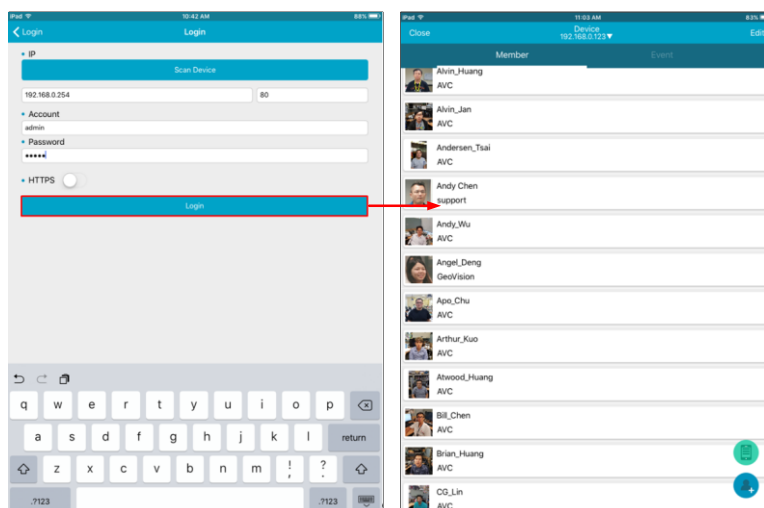 iPad
10:42 AM
88%
Login
Login
IP
Scan Device
192.168.0.254
80
Account
admin
Password
•••••
HTTPS
Login
q w e r t y u i o p
a s d f g h j k l return
z x c v b n m ! , ? .
.?123 .?123
iPad
11:03 AM
83%
Close
Device
192.168.0.123▼
Edit
Member
Event
Alvin_Huang
AVC
Alvin_Jan
AVC
Andersen_Tsai
AVC
Andy Chen
support
Andy_Wu
AVC
Angel_Deng
GeoVision
Apo_Chu
AVC
Arthur_Kuo
AVC
Atwood_Huang
AVC
Bill_Chen
AVC
Brian_Huang
AVC
CG_Lin
AVC